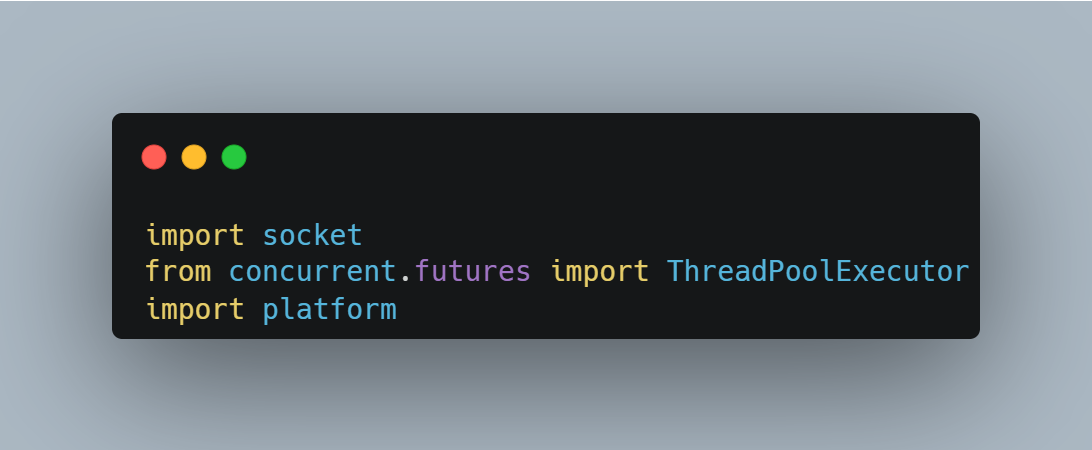 import socket
from concurrent.futures import ThreadPoolExecutor
import platform